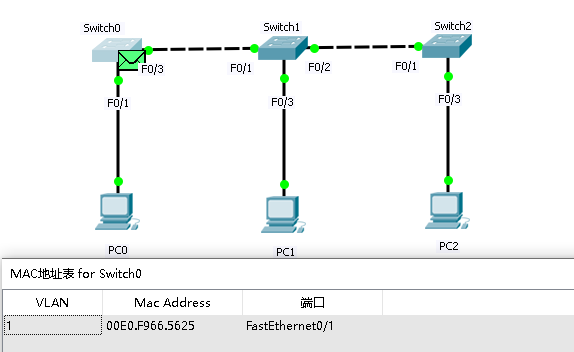 Switch0
Switch1
Switch2
F0/3
F0/1
F0/2
F0/1
F0/1
F0/3
F0/3
PC0
PC1
PC2
MAC地址表 for Switch0
VLAN Mac Address 端口
1 00E0.F966.5625 FastEthernet0/1